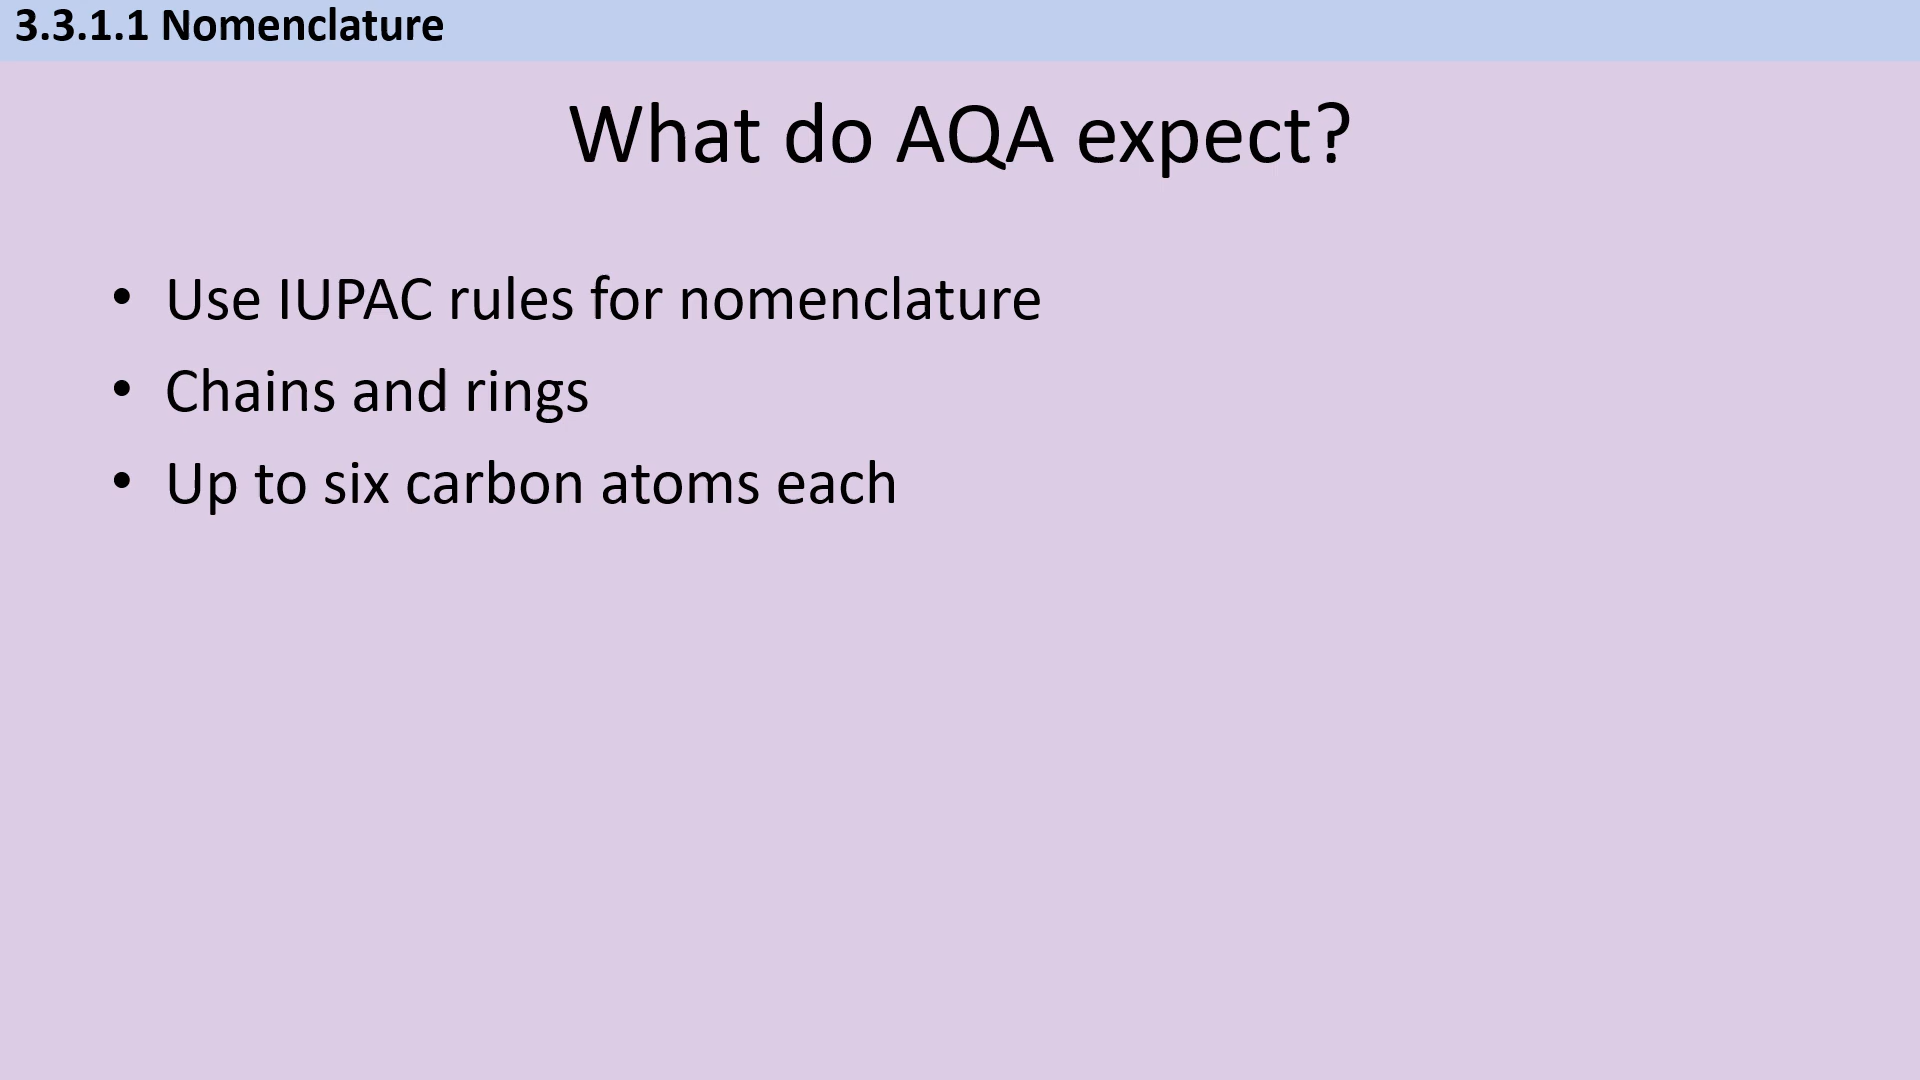 3.3.1.1 Nomenclature
What do AQA expect?
• Use IUPAC rules for nomenclature
• Chains and rings
• Up to six carbon atoms each